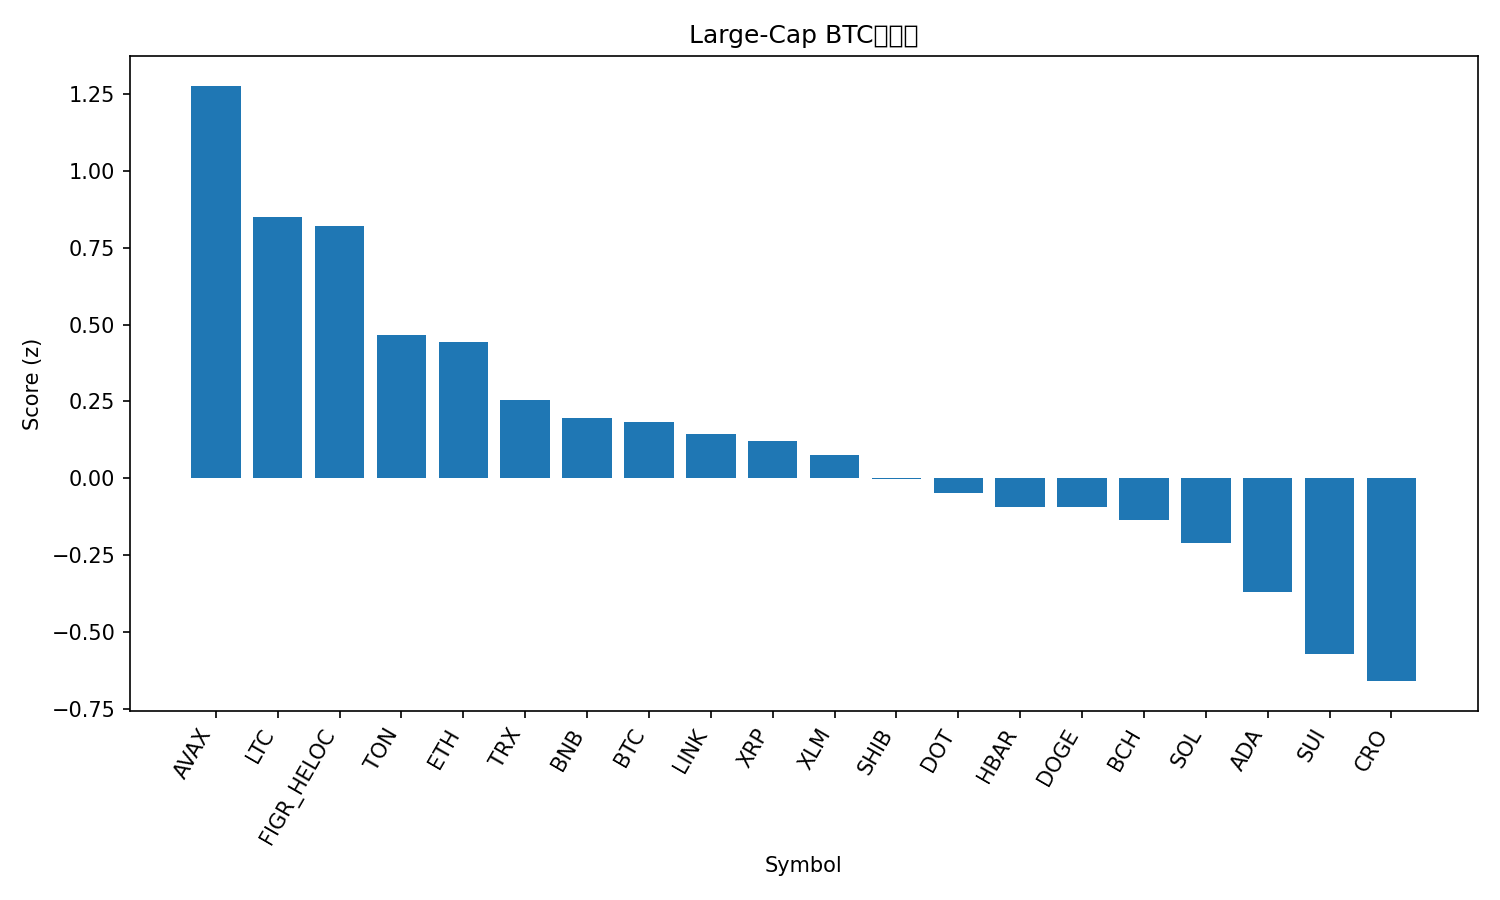 Large-Cap BTC
Score (z)
1.25
1.00
0.75
0.50
0.25
0.00
−0.25
−0.50
−0.75
AVAX
LTC
FIGR_HELOC
TON
ETH
TRX
BNB
BTC
LINK
XRP
XLM
SHIB
DOT
HBAR
DOGE
BCH
SOL
ADA
SUI
CRO
Symbol